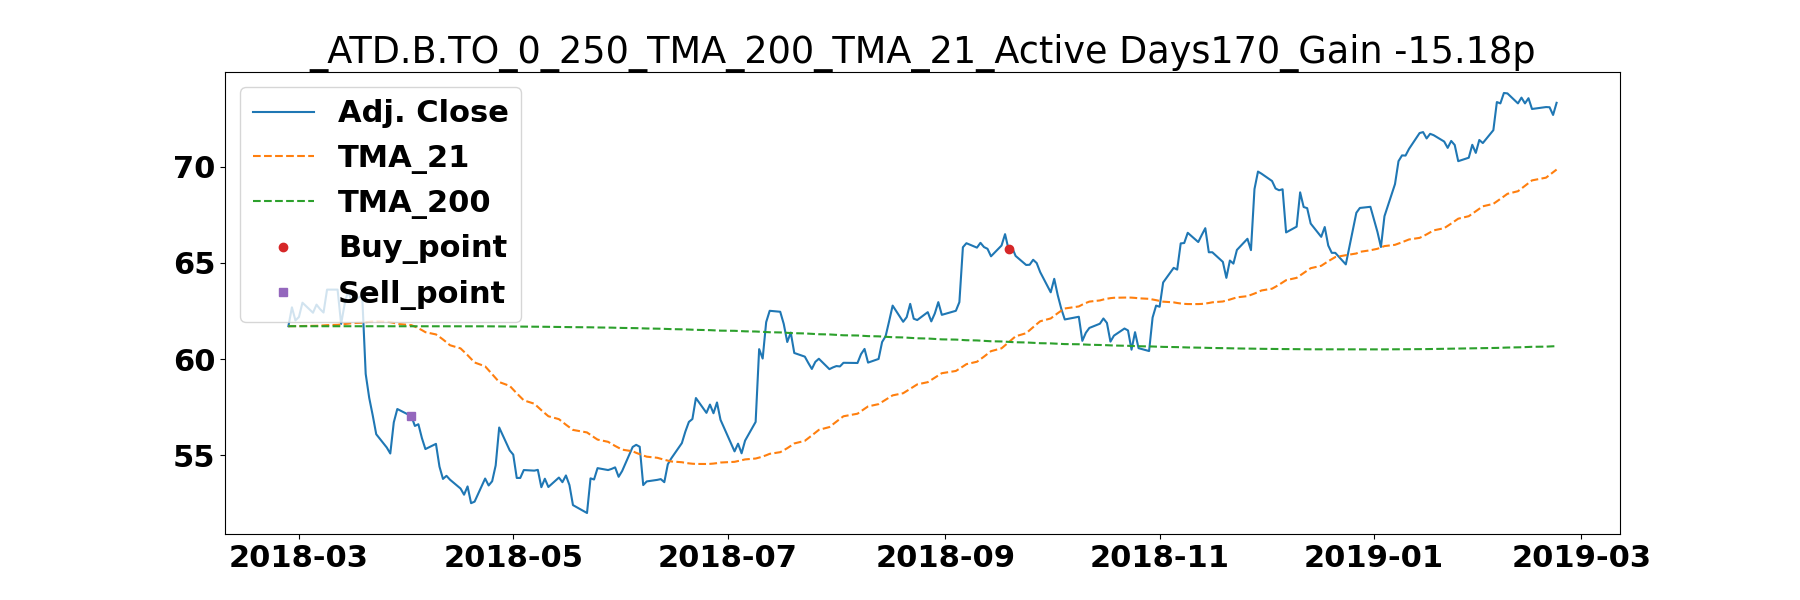 _ATD.B.TO_0_250_TMA_200_TMA_21_Active Days170_Gain -15.18p
Adj. Close
TMA_21
TMA_200
Buy_point
Sell_point
70
65
60
55
2018-03 2018-05 2018-07 2018-09 2018-11 2019-01 2019-03